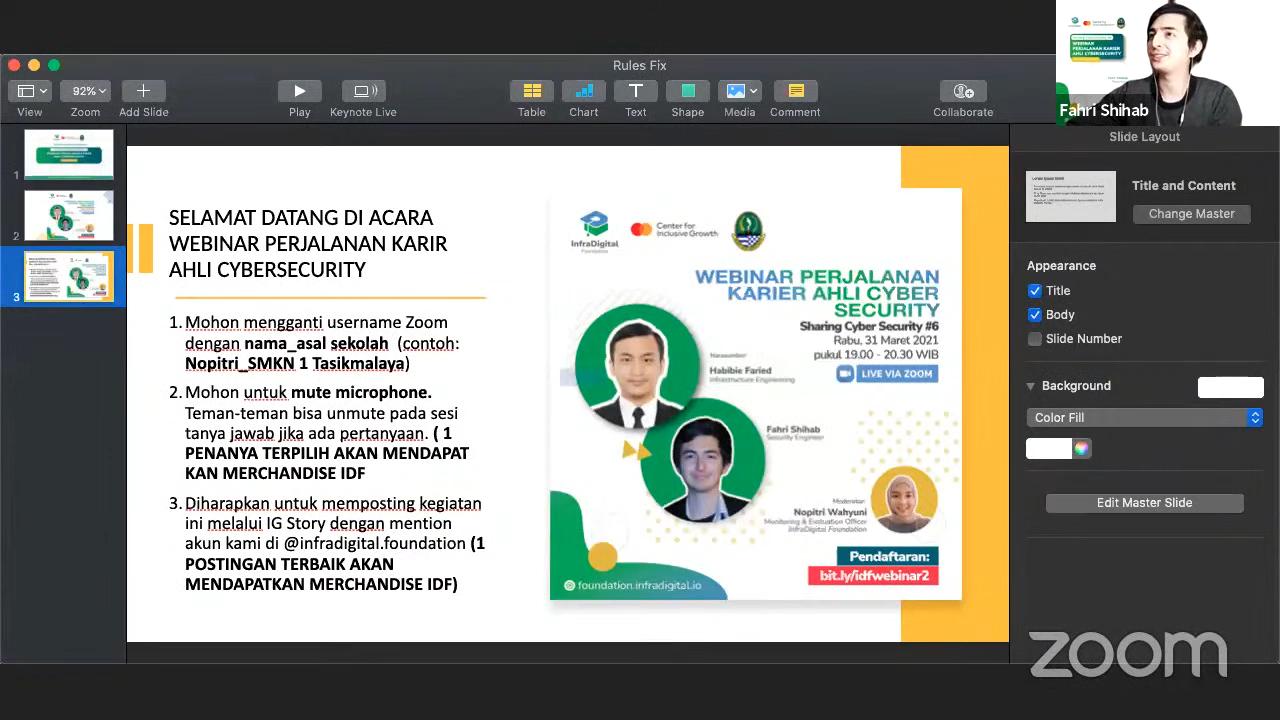 Rules Fix
View
92%
Zoom
Add Slide
Play
Keynote Live
Table
Chart
Text
Shape
Media
Comment
Collaborate
Fahri Shihab
WEBINAR
PERJALANAN KARIER
AHLI CYBERSECURITY
1
2
3
SELAMAT DATANG DI ACARA
WEBINAR PERJALANAN KARIR
AHLI CYBERSECURITY
1. Mohon mengganti username Zoom
dengan nama_asal sekolah (contoh:
Nopitri_SMKN 1 Tasikmalaya)
2. Mohon untuk mute microphone.
Teman-teman bisa unmute pada sesi
tanya jawab jika ada pertanyaan. ( 1
PENANYA TERPILIH AKAN MENDAPAT
KAN MERCHANDISE IDF
3. Diharapkan untuk memposting kegiatan
ini melalui IG Story dengan mention
akun kami di @infradigital.foundation (1
POSTINGAN TERBAIK AKAN
MENDAPATKAN MERCHANDISE IDF)
InfraDigital
Foundation
Center for
Inclusive Growth
WEBINAR PERJALANAN
KARIER AHLI CYBER
SECURITY
Sharing Cyber Security #6
Rabu, 31 Maret 2021
pukul 19.00 - 20.30 WIB
LIVE VIA ZOOM
Narasumber
Habibie Faried
Infrastructure Engineering
Fahri Shihab
Security Engineer
Moderator:
Nopitri Wahyuni
Monitoring & Evaluation Officer
InfraDigital Foundation
Pendaftaran:
bit.ly/idfwebinar2
foundation.infradigital.io
Slide Layout
Title and Content
Change Master
Appearance
Title
Body
Slide Number
Background
Color Fill
Edit Master Slide
zoom